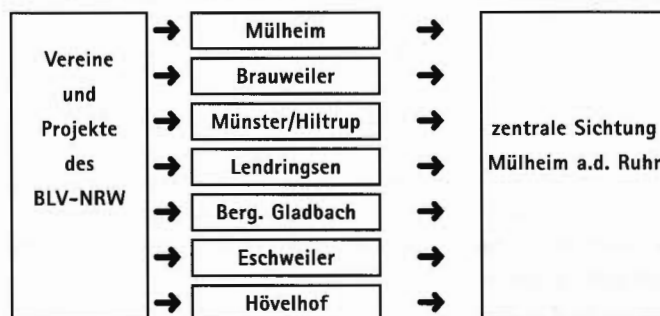 Vereine
und
Projekte
des
BLV-NRW
Mülheim
Brauweiler
Münster/Hiltrup
Lendringsen
Berg. Gladbach
Eschweiler
Hövelhof
zentrale Sichtung
Mülheim a.d. Ruhr